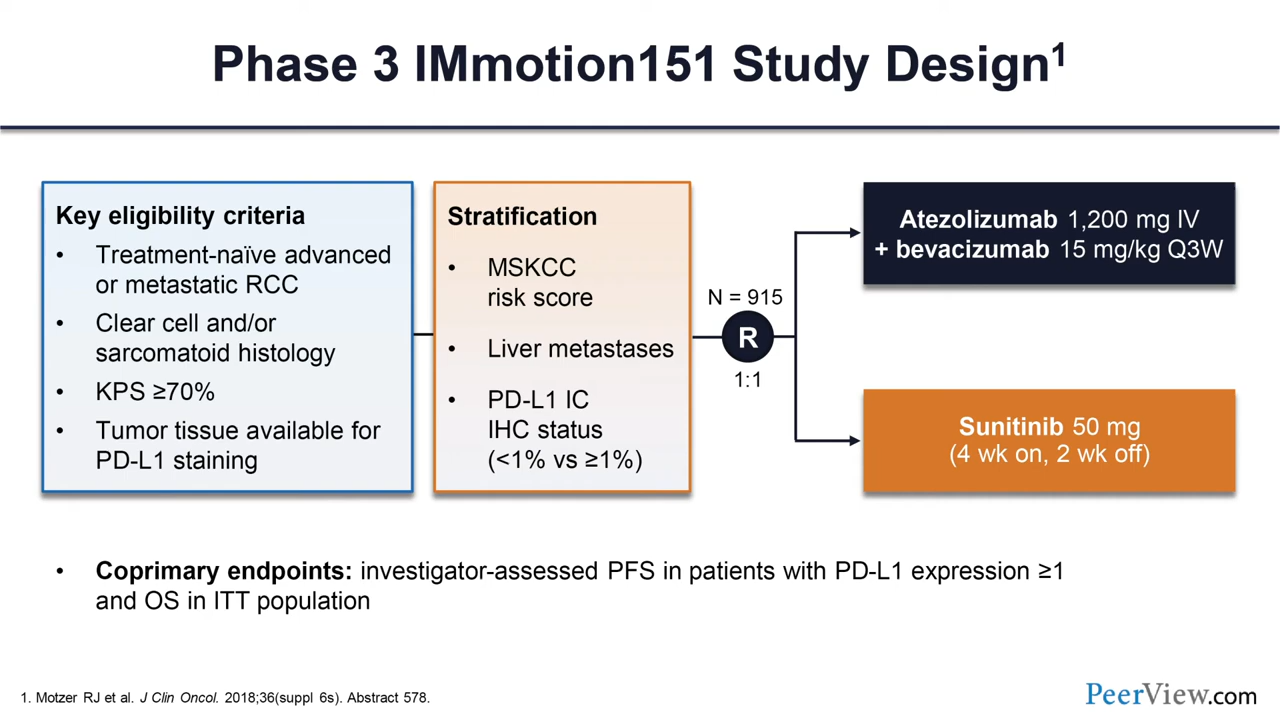 Phase 3 IMmotion151 Study Design1
Key eligibility criteria
• Treatment-naïve advanced
or metastatic RCC
• Clear cell and/or
sarcomatoid histology
• KPS ≥70%
• Tumor tissue available for
PD-L1 staining
Stratification
• MSKCC
risk score
• Liver metastases
• PD-L1 IC
IHC status
(<1% vs ≥1%)
N = 915
R
1:1
Atezolizumab 1,200 mg IV
+ bevacizumab 15 mg/kg Q3W
Sunitinib 50 mg
(4 wk on, 2 wk off)
• Coprimary endpoints: investigator-assessed PFS in patients with PD-L1 expression ≥1
and OS in ITT population
1. Motzer RJ et al. J Clin Oncol. 2018;36(suppl 6s). Abstract 578.
PeerView.com